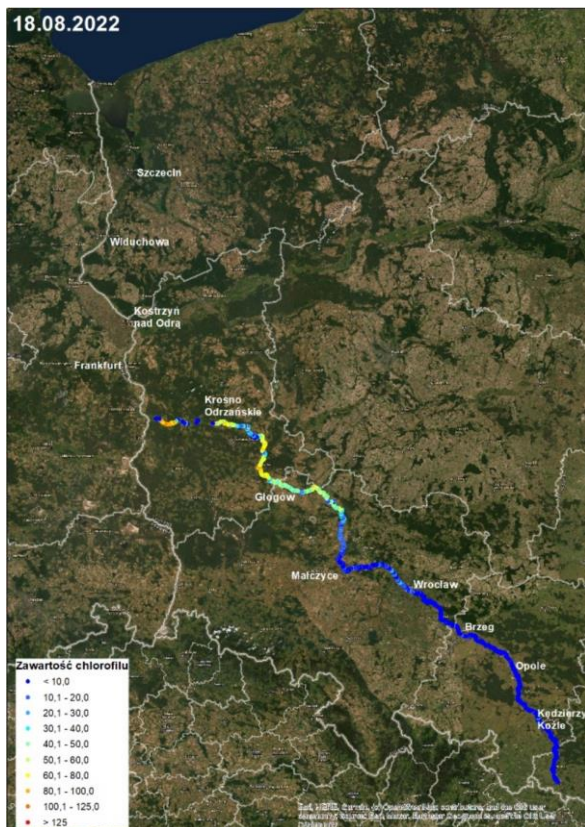 18.08.2022
Szczecin
Widuchowa
Kostrzyń
nad Odrą
Frankfurt
Krosno
Odrzańskie
Głogów
Malczyce
Wrocław
Brzeg
Opole
Kędzierzy
Koźle
Zawartość chlorofilu
< 10,0
10,1 - 20,0
20,1 - 30,0
30,1 - 40,0
40,1 - 50,0
50,1 - 60,0
60,1 - 80,0
80,1 - 100,0
100,1 - 125,0
> 125